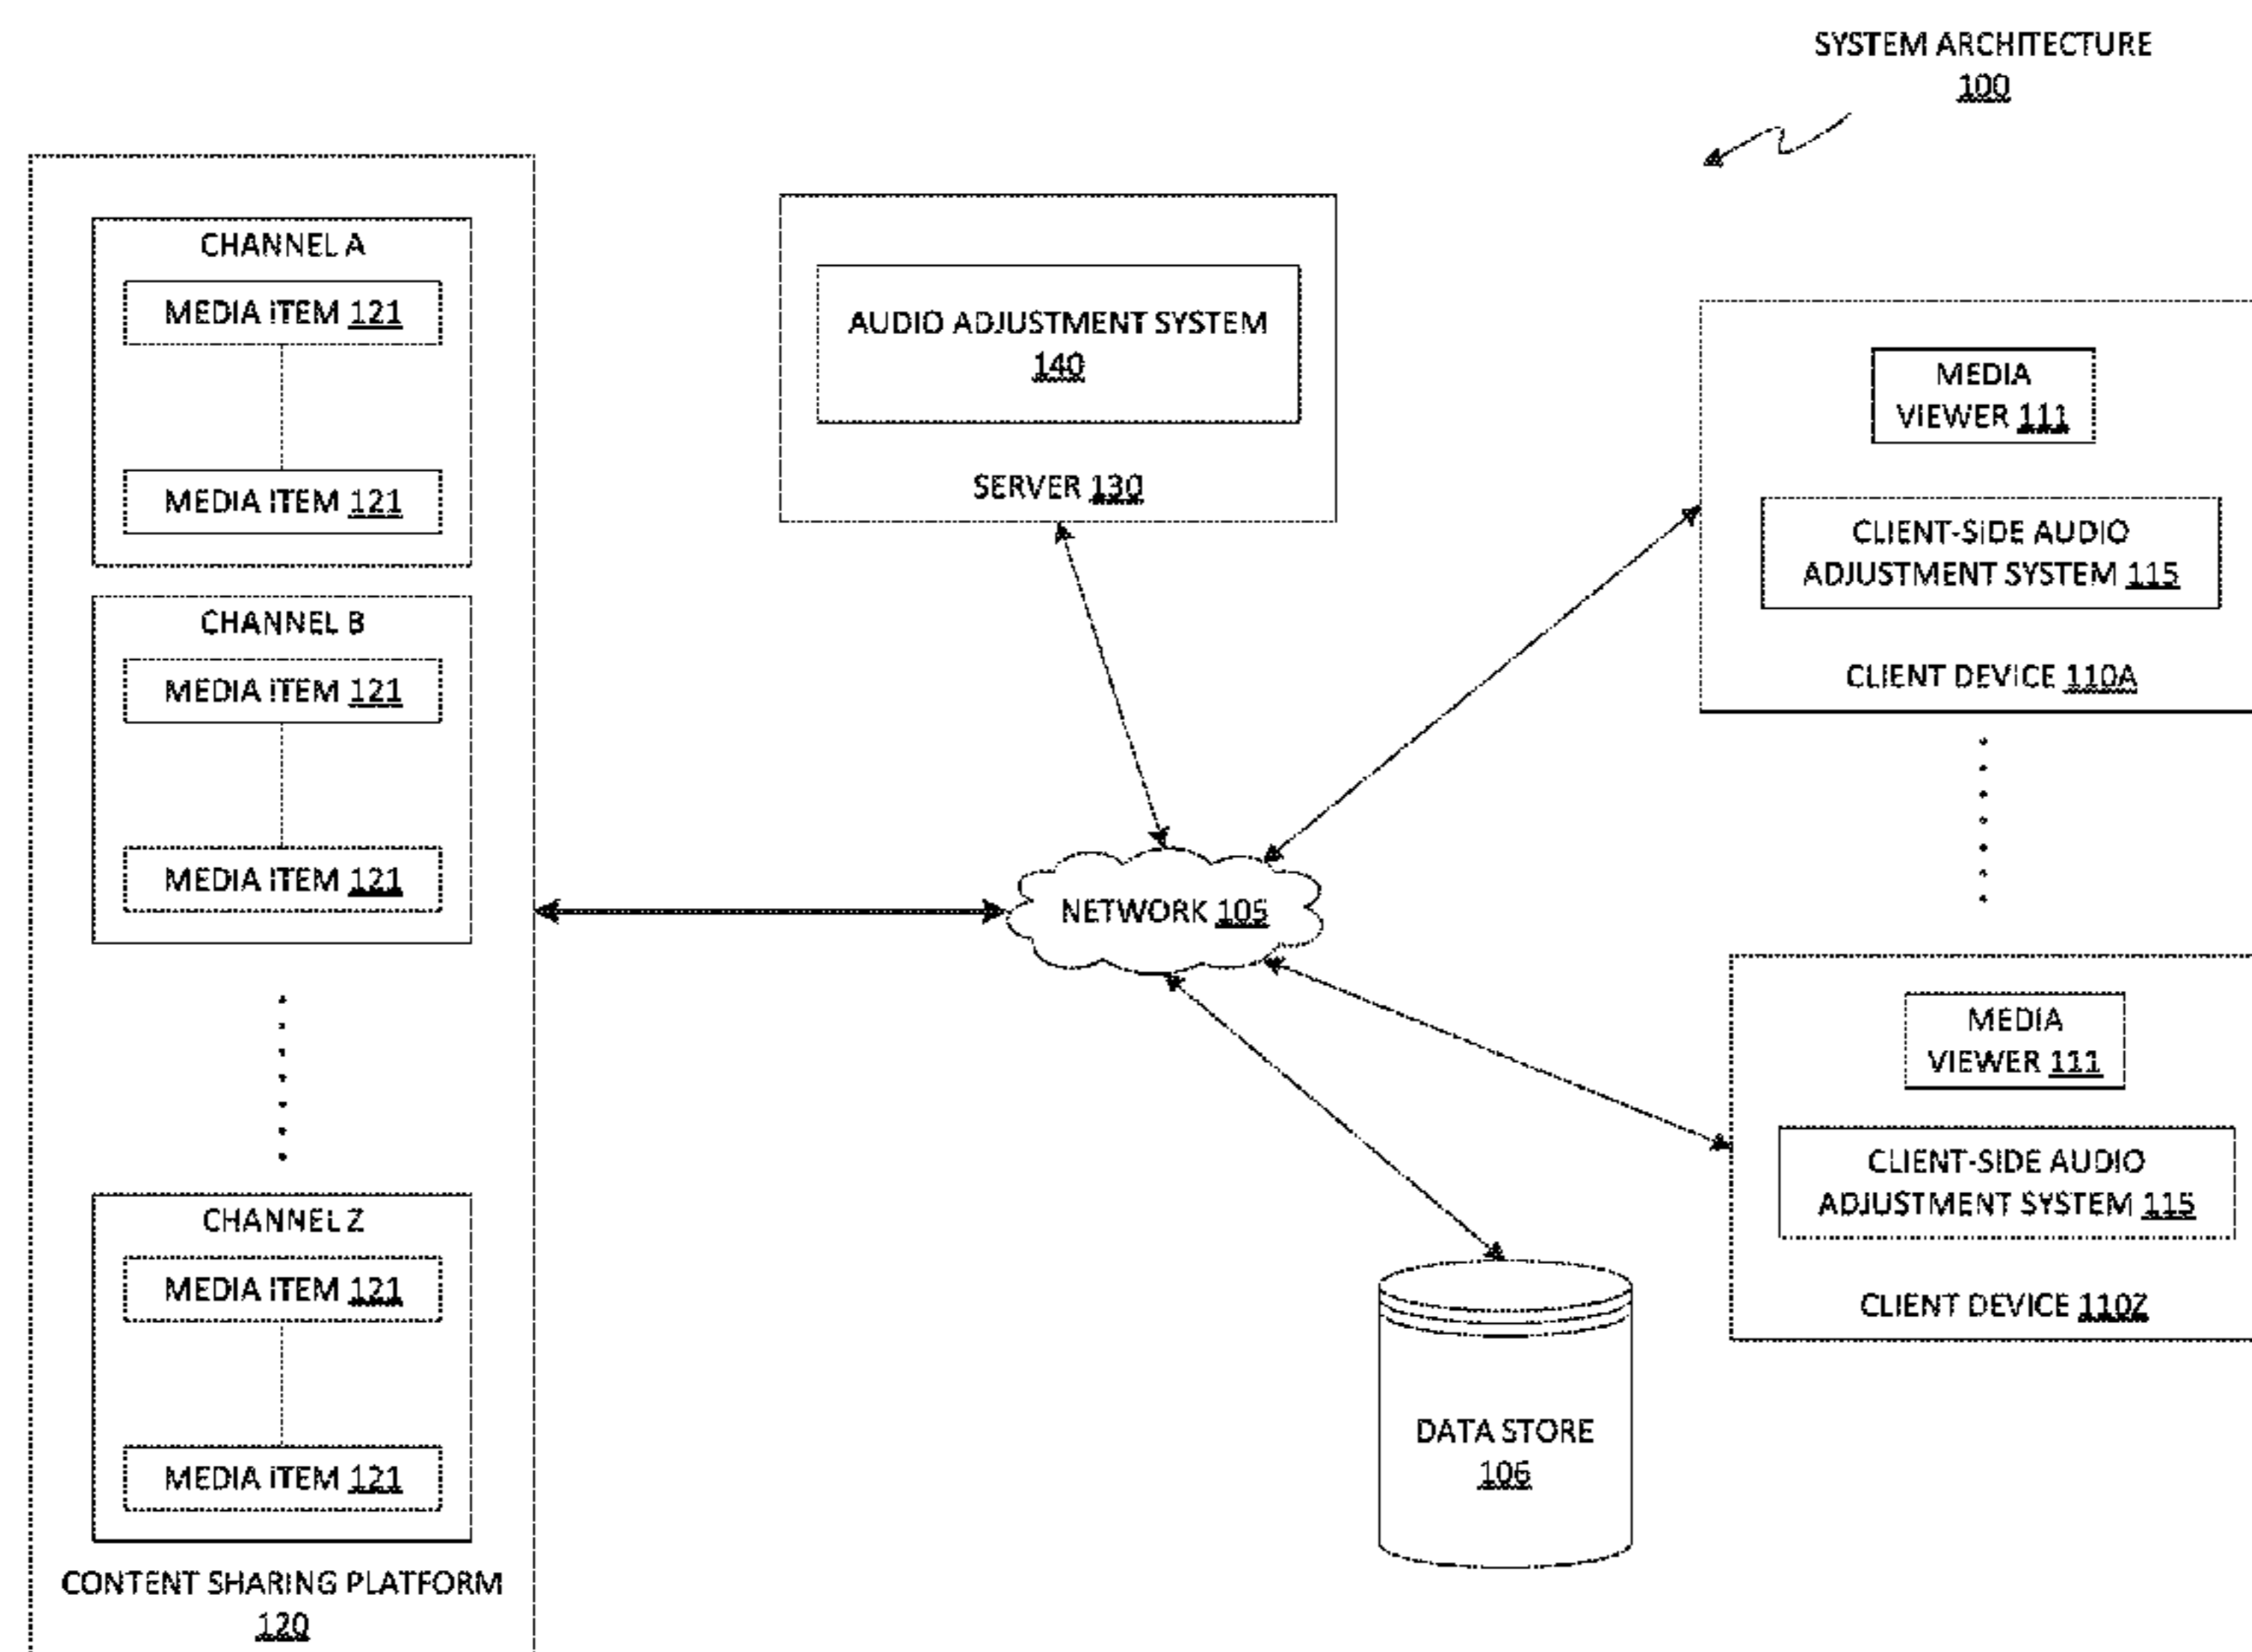 SYSTEM ARCHITECTURE
100
CHANNEL A
MEDIA ITEM 121
MEDIA ITEM 121
CHANNEL B
MEDIA ITEM 121
MEDIA ITEM 121
CHANNEL Z
MEDIA ITEM 121
MEDIA ITEM 121
CONTENT SHARING PLATFORM
120
AUDIO ADJUSTMENT SYSTEM
140
SERVER 130
NETWORK 105
DATA STORE
106
MEDIA
VIEWER 111
CLIENT-SIDE AUDIO
ADJUSTMENT SYSTEM 115
CLIENT DEVICE 110A
MEDIA
VIEWER 111
CLIENT-SIDE AUDIO
ADJUSTMENT SYSTEM 115
CLIENT DEVICE 110Z